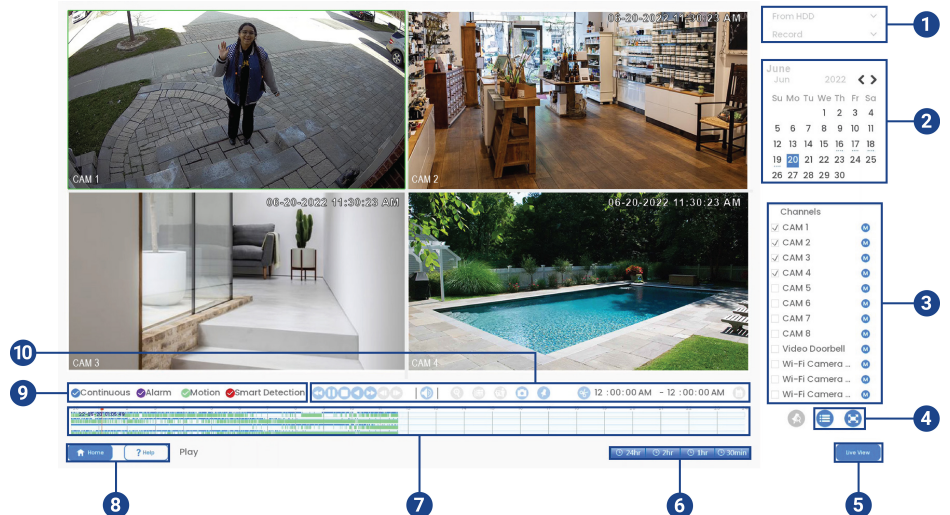 06-20-2022 11:30:23 AM
CAM 1
CAM 2
06-20-2022 11:30:23 AM
06-20-2022 11:30:23 AM
CAM 3
CAM 4
From HDD
Record
1
June
Jun 2022
Su Mo Tu We Th Fr Sa
1 2 3 4
5 6 7 8 9 10 11
12 13 14 15 16 17 18
19 20 21 22 23 24 25
26 27 28 29 30
2
Channels
CAM 1 M
CAM 2 M
CAM 3 M
CAM 4 M
CAM 5 M
CAM 6 M
CAM 7 M
CAM 8 M
Video Doorbell M
Wi-Fi Camera ... M
Wi-Fi Camera ... M
Wi-Fi Camera ... M
3
10
9
Continuous Alarm Motion Smart Detection
12 :00:00 AM - 12 :00:00 AM
4
Home ? Help Play
24hr 2hr 1hr 30min
Live View
8
7
6
5